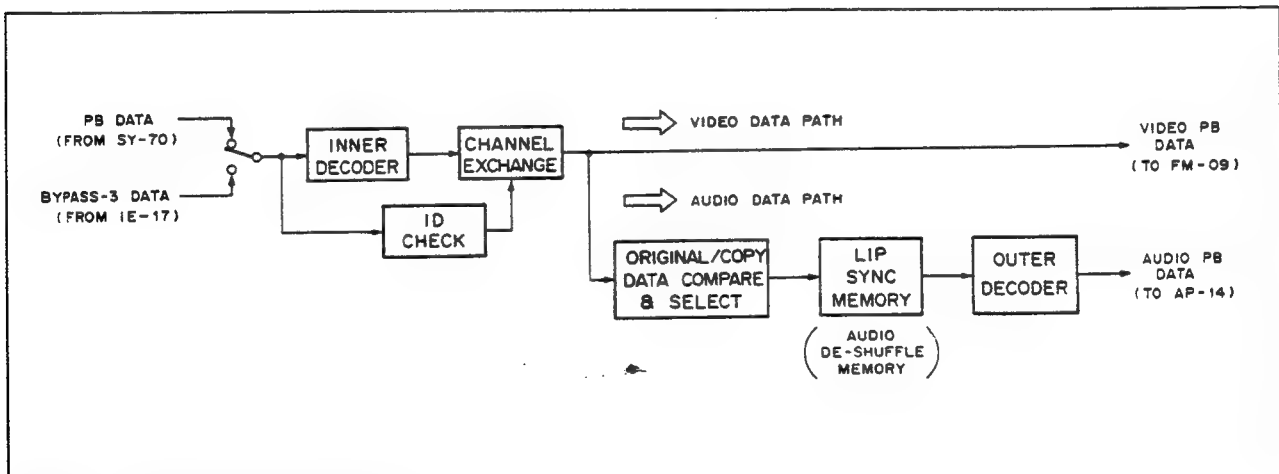 PB DATA
(FROM SY-70)
BYPASS-3 DATA
(FROM IE-17)
INNER
DECODER
CHANNEL
EXCHANGE
ID
CHECK
VIDEO DATA PATH
VIDEO PB
DATA
(TO FM-09)
AUDIO DATA PATH
ORIGINAL/COPY
DATA COMPARE
& SELECT
LIP
SYNC
MEMORY
(AUDIO
DE-SHUFFLE
MEMORY)
OUTER
DECODER
AUDIO PB
DATA
(TO AP-14)